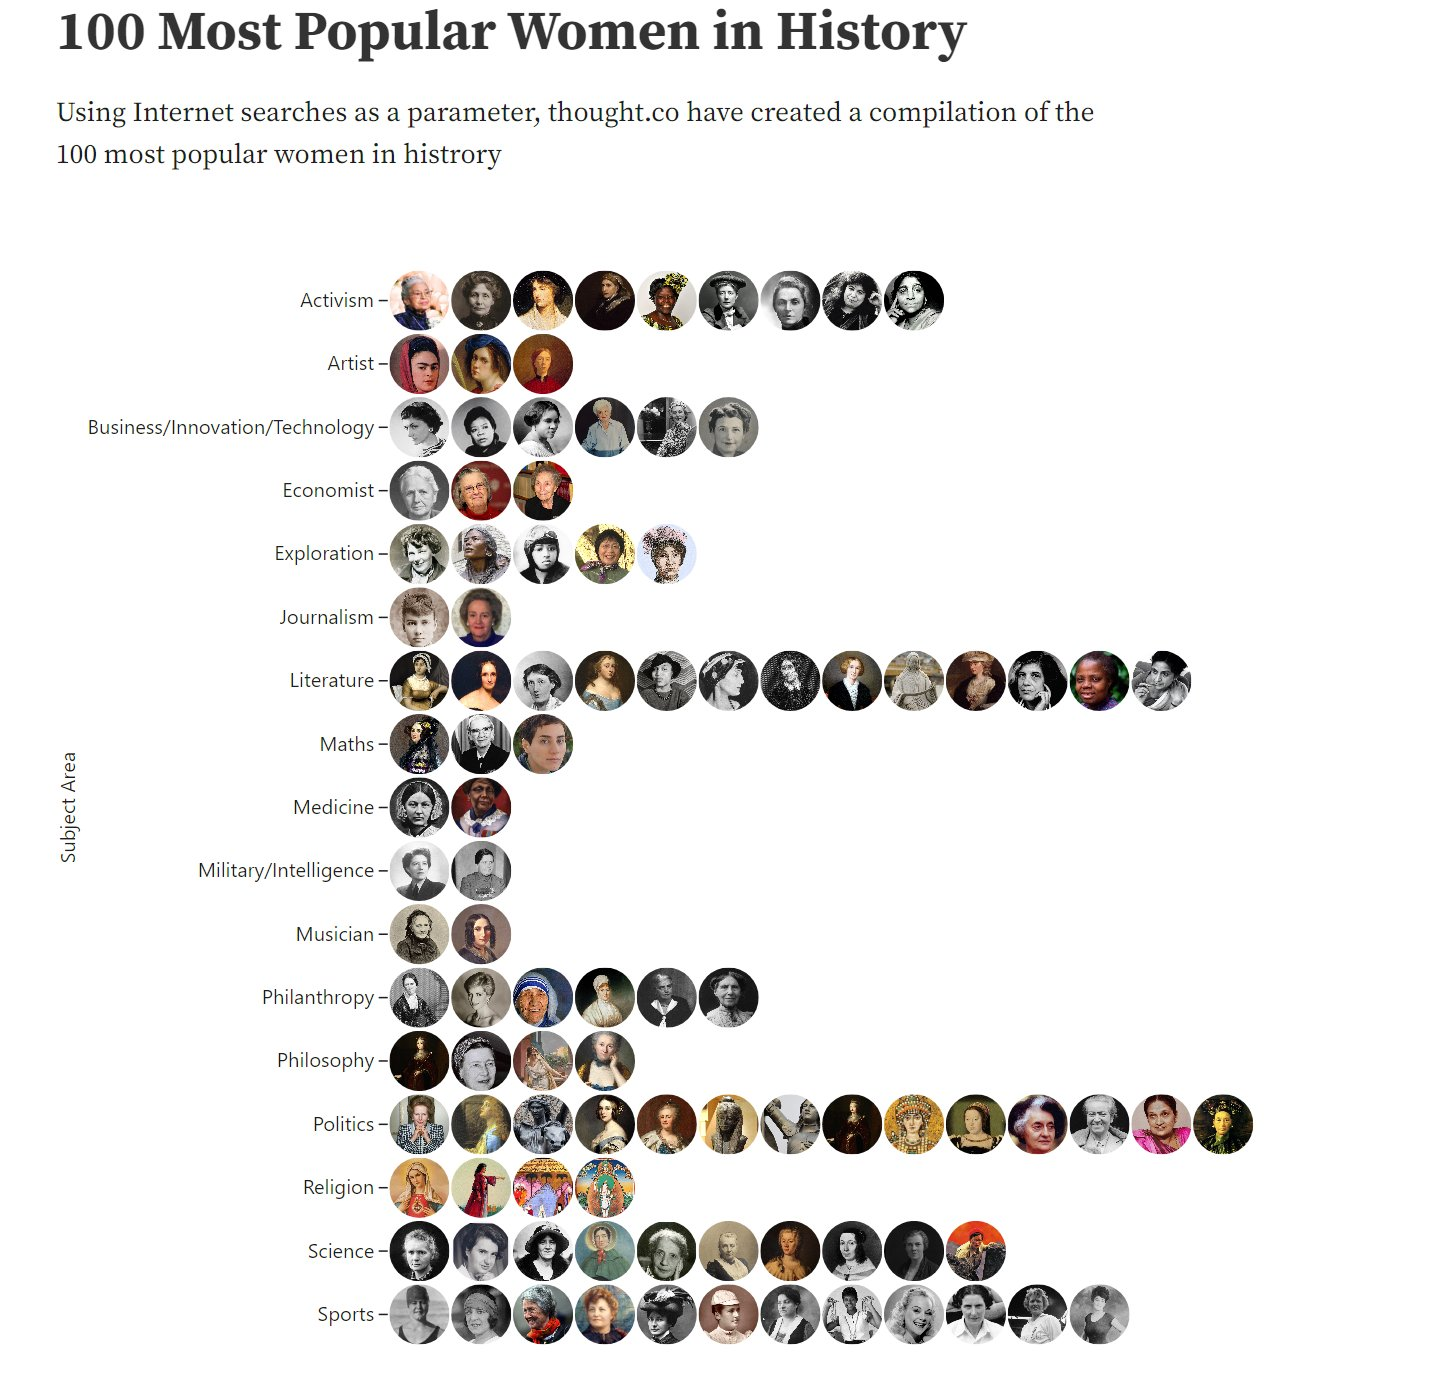 100 Most Popular Women in History
Using Internet searches as a parameter, thought.co have created a compilation of the
100 most popular women in histrory
Activism
Artist
Business/Innovation/Technology
Economist
Exploration
Journalism
Literature
Maths
Medicine
Military/Intelligence
Musician
Philanthropy
Philosophy
Politics
Religion
Science
Sports
Subject Area